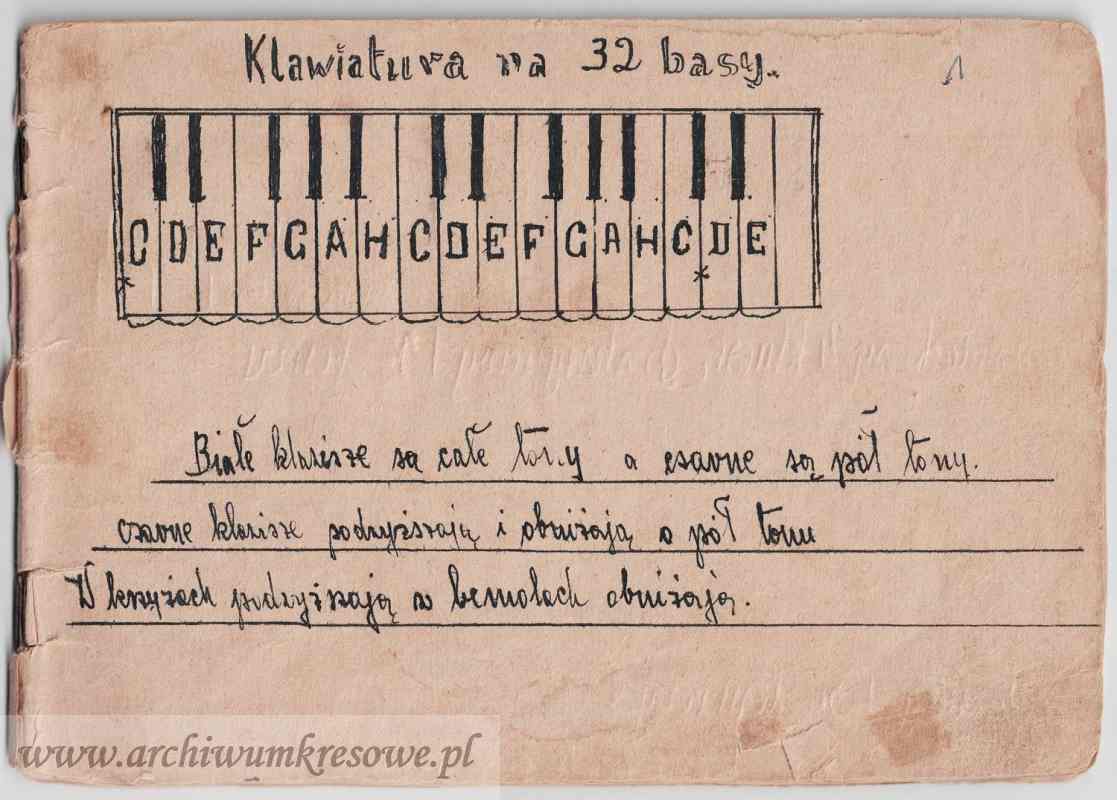 Klawiatura na 32 basy.
1
C D E F G A H C D E F G A H C D E
Białe klawisze są całe tony a czarne są pół tony.
czarne klawisze podwyższają i obniżają o pół tonu
W krzyżach podwyższają w bemolach obniżają.
www.archiwumkresowe.pl